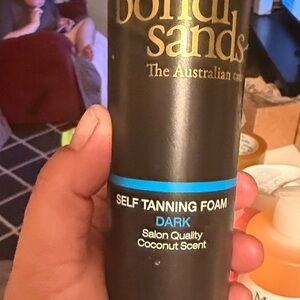 bondi
sands
The Australian
SELF TANNING FOAM
DARK
Salon Quality
Coconut Scent